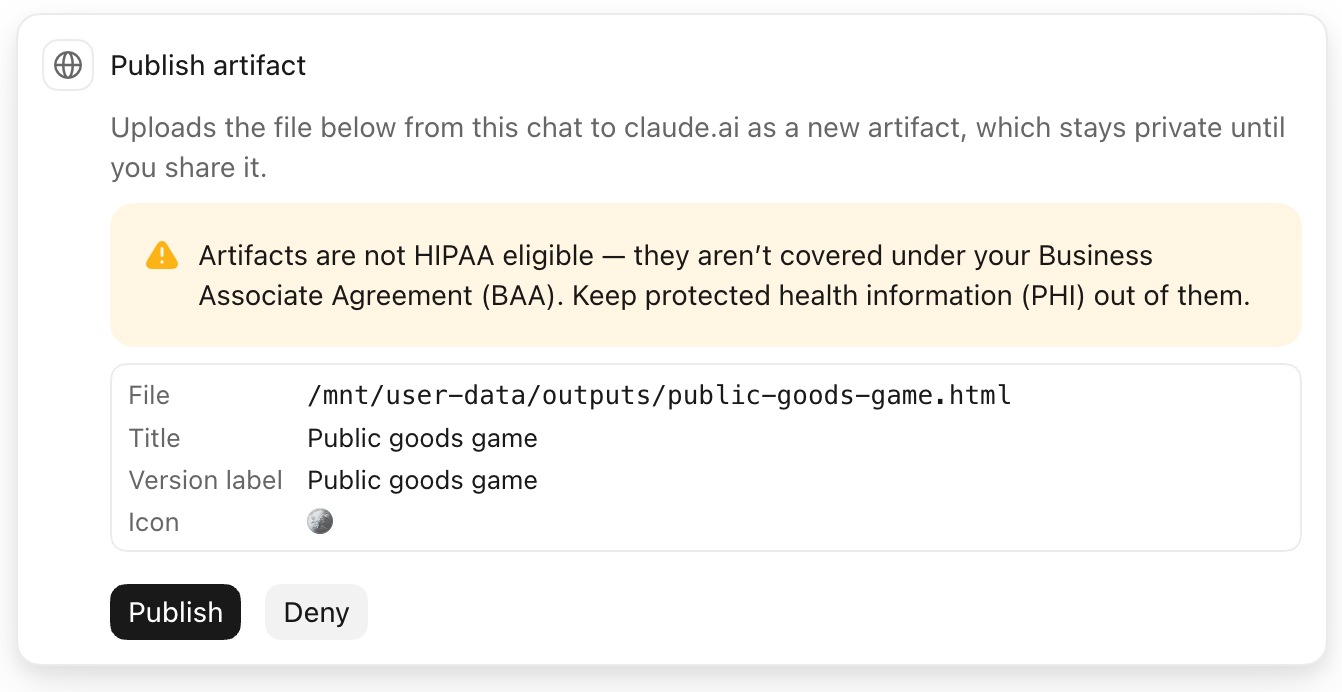 Publish artifact
Uploads the file below from this chat to claude.ai as a new artifact, which stays private until
you share it.
Artifacts are not HIPAA eligible — they aren’t covered under your Business
Associate Agreement (BAA). Keep protected health information (PHI) out of them.
File /mnt/user-data/outputs/public-goods-game.html
Title Public goods game
Version label Public goods game
Icon
Publish Deny